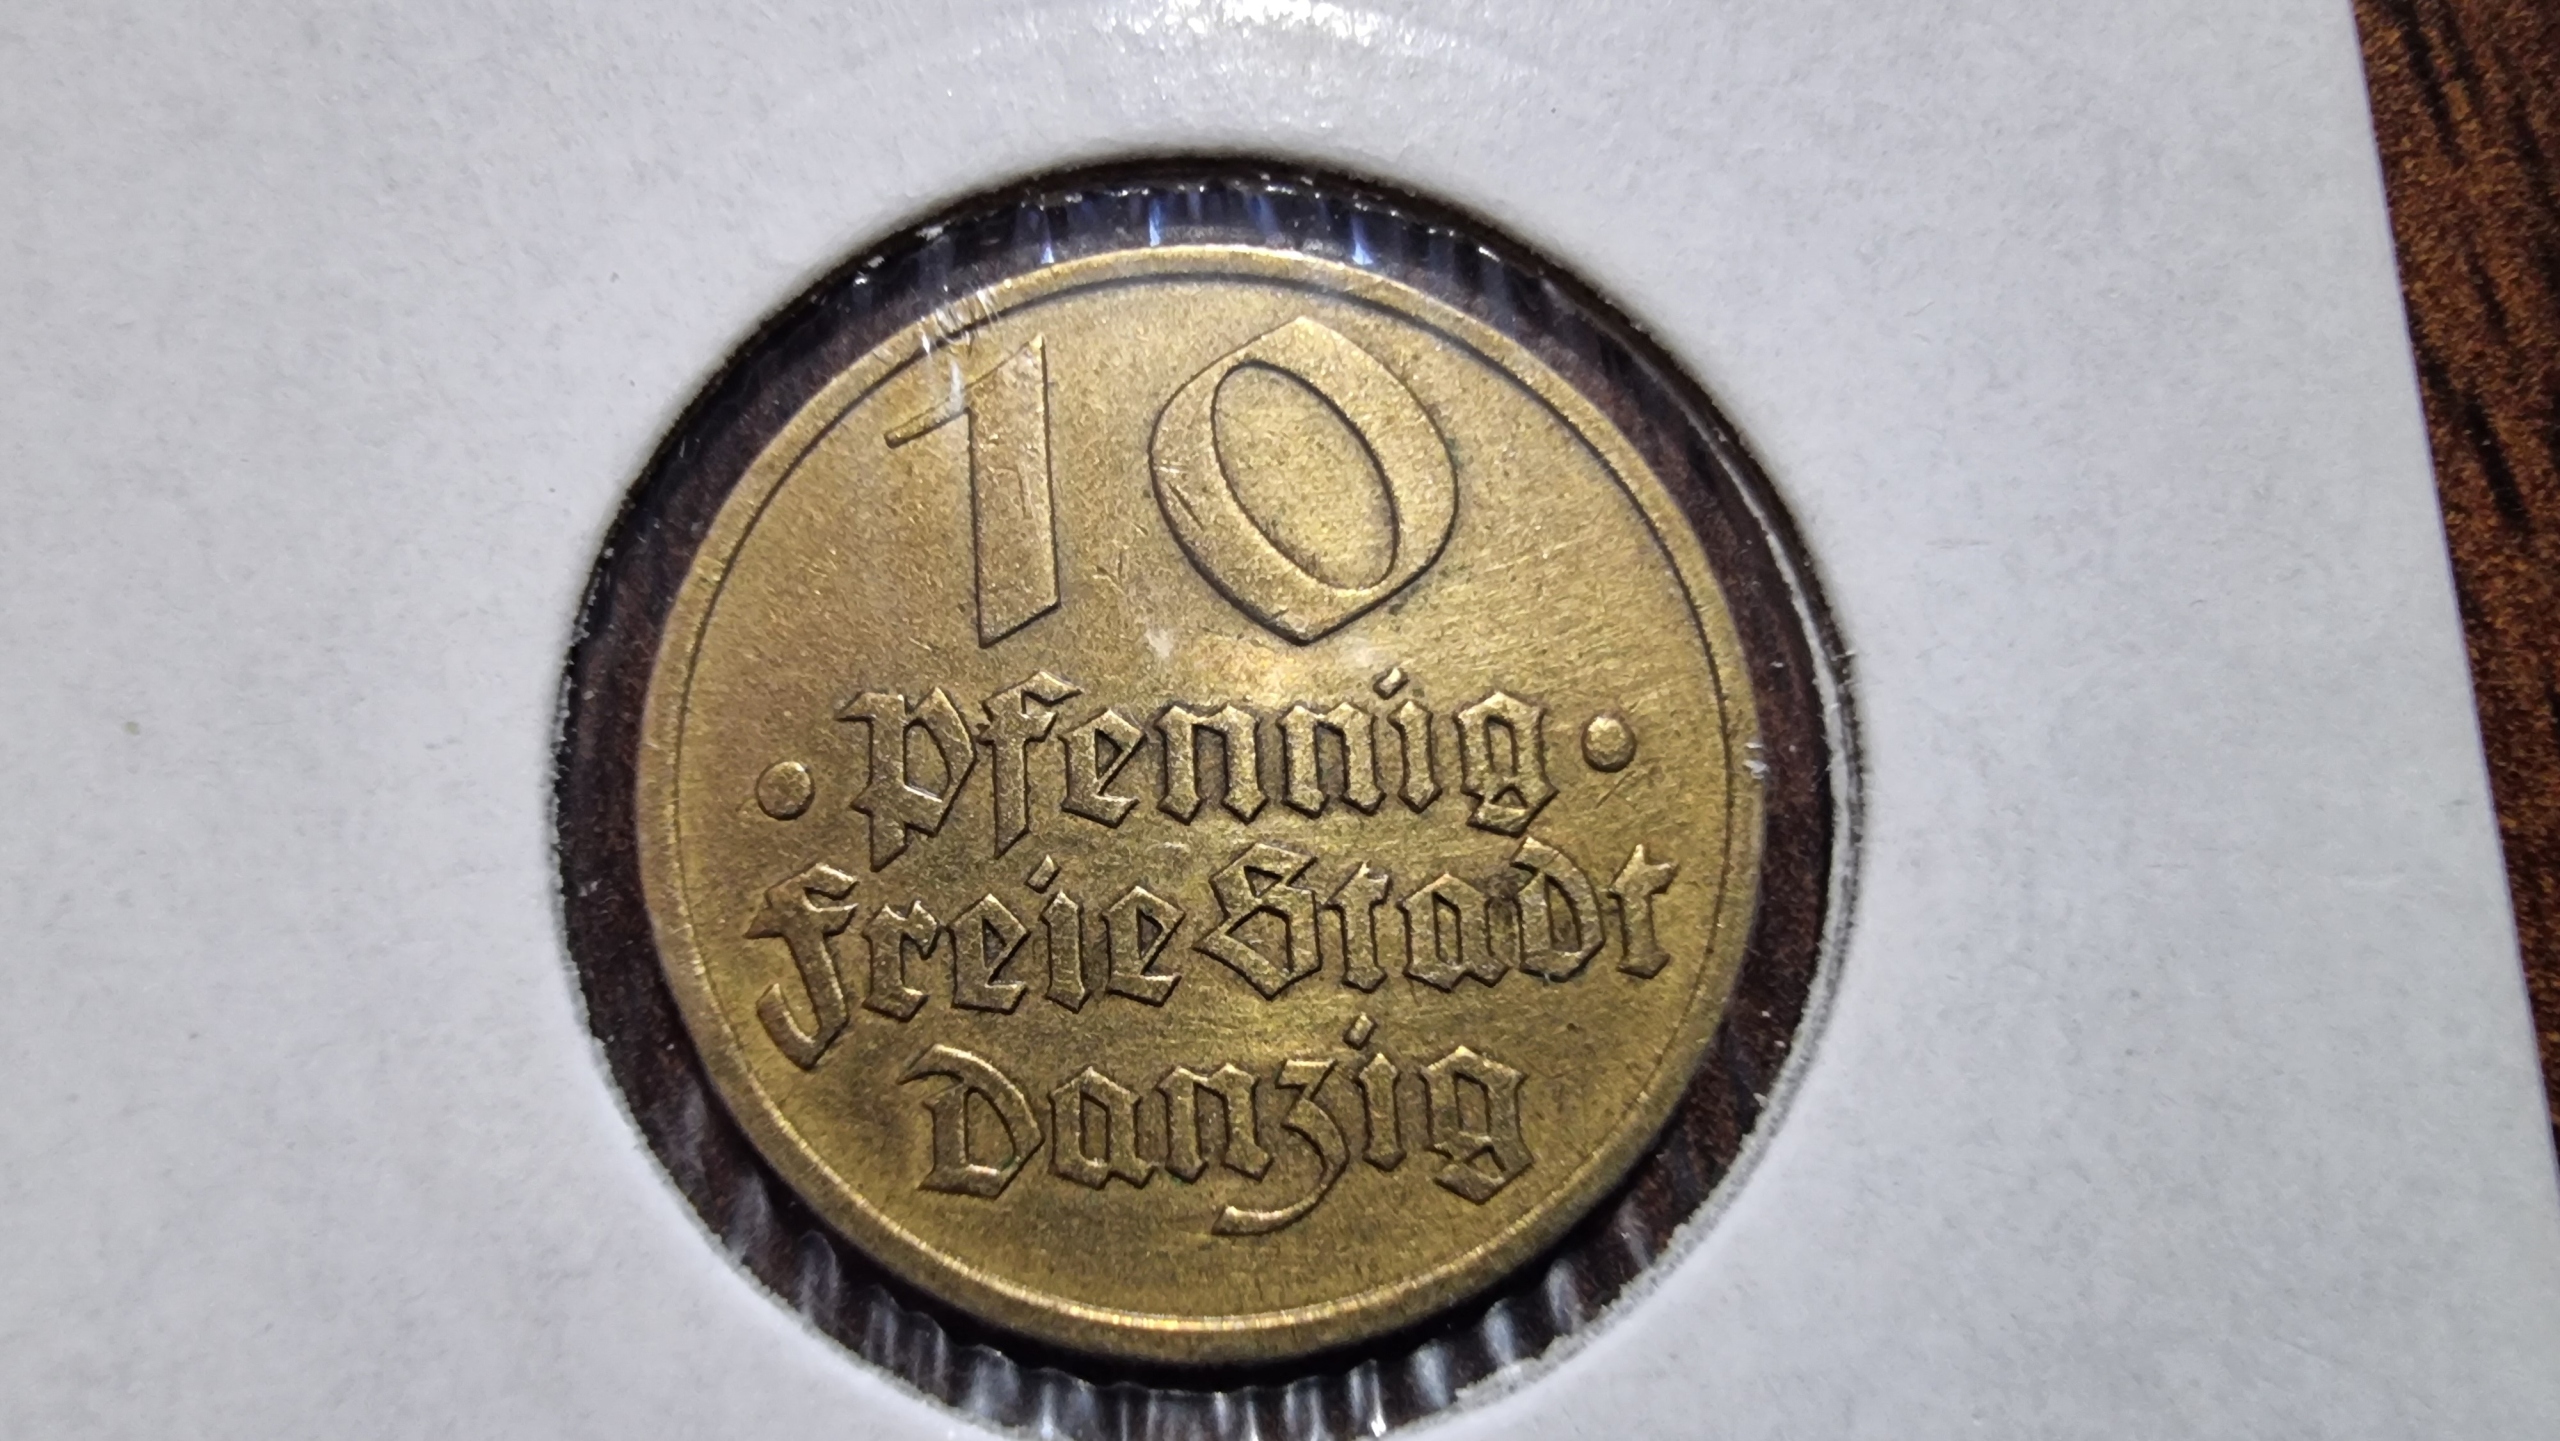 10
• Pfennig •
Freie Stadt
Danzig